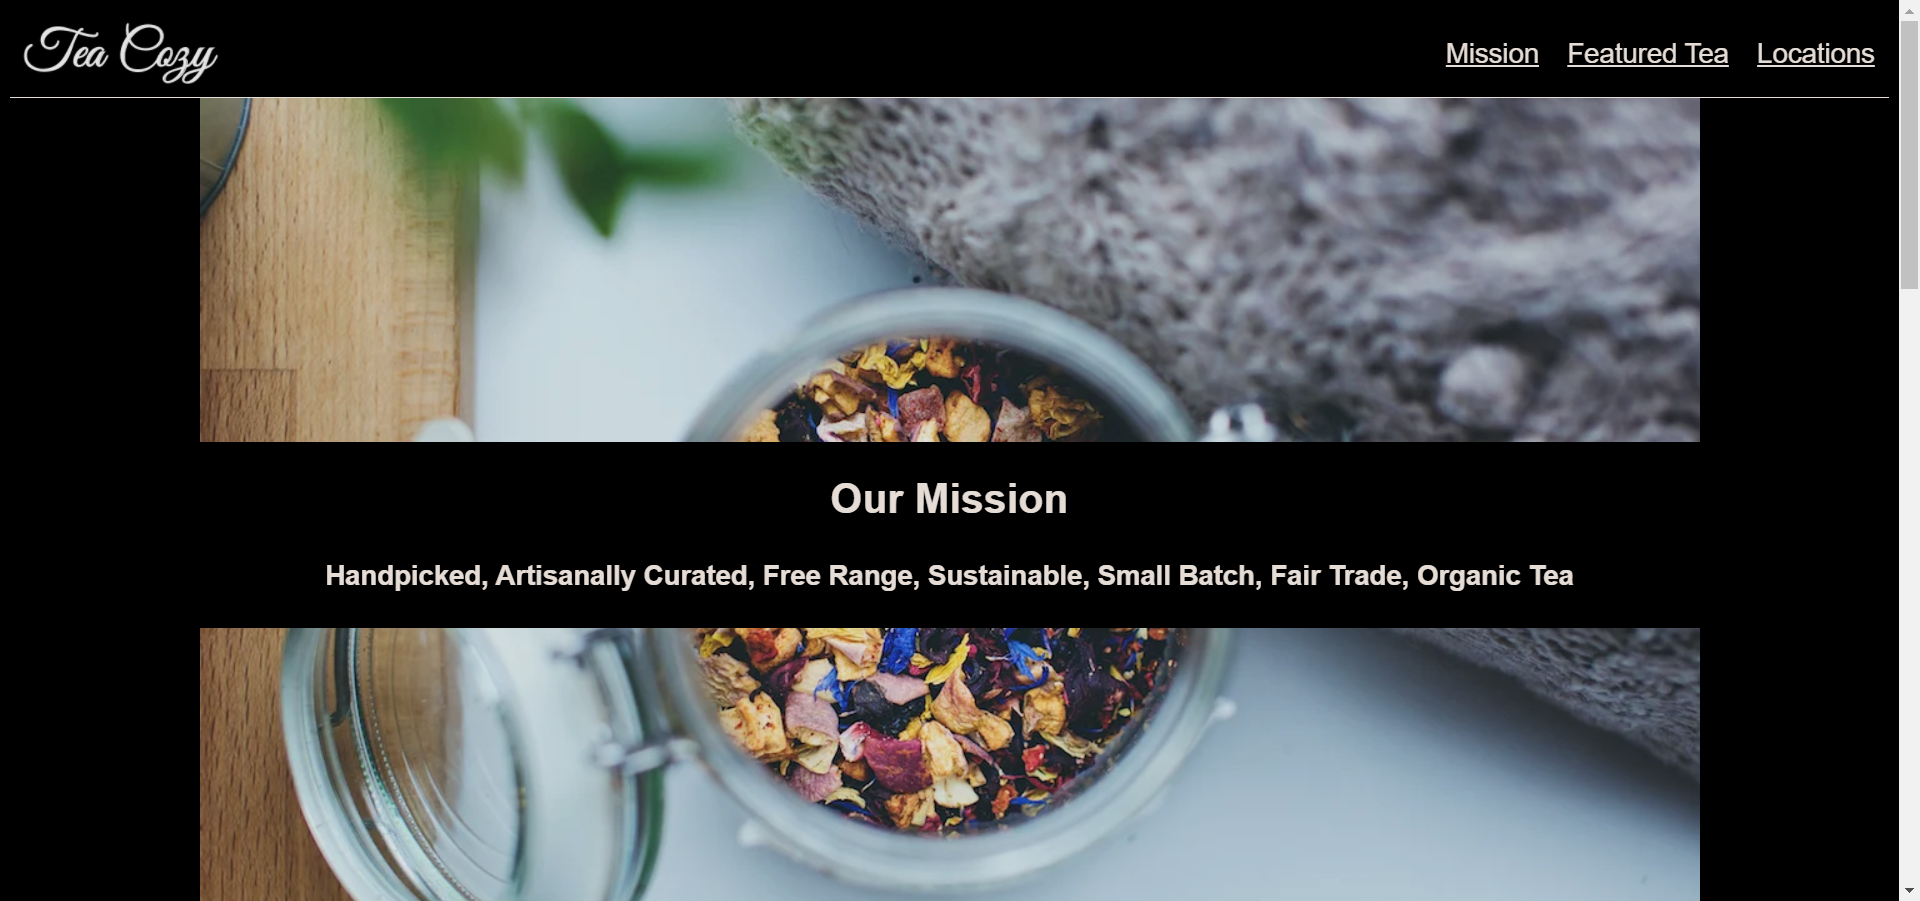 Tea Cozy
Mission Featured Tea Locations
Our Mission
Handpicked, Artisanally Curated, Free Range, Sustainable, Small Batch, Fair Trade, Organic Tea